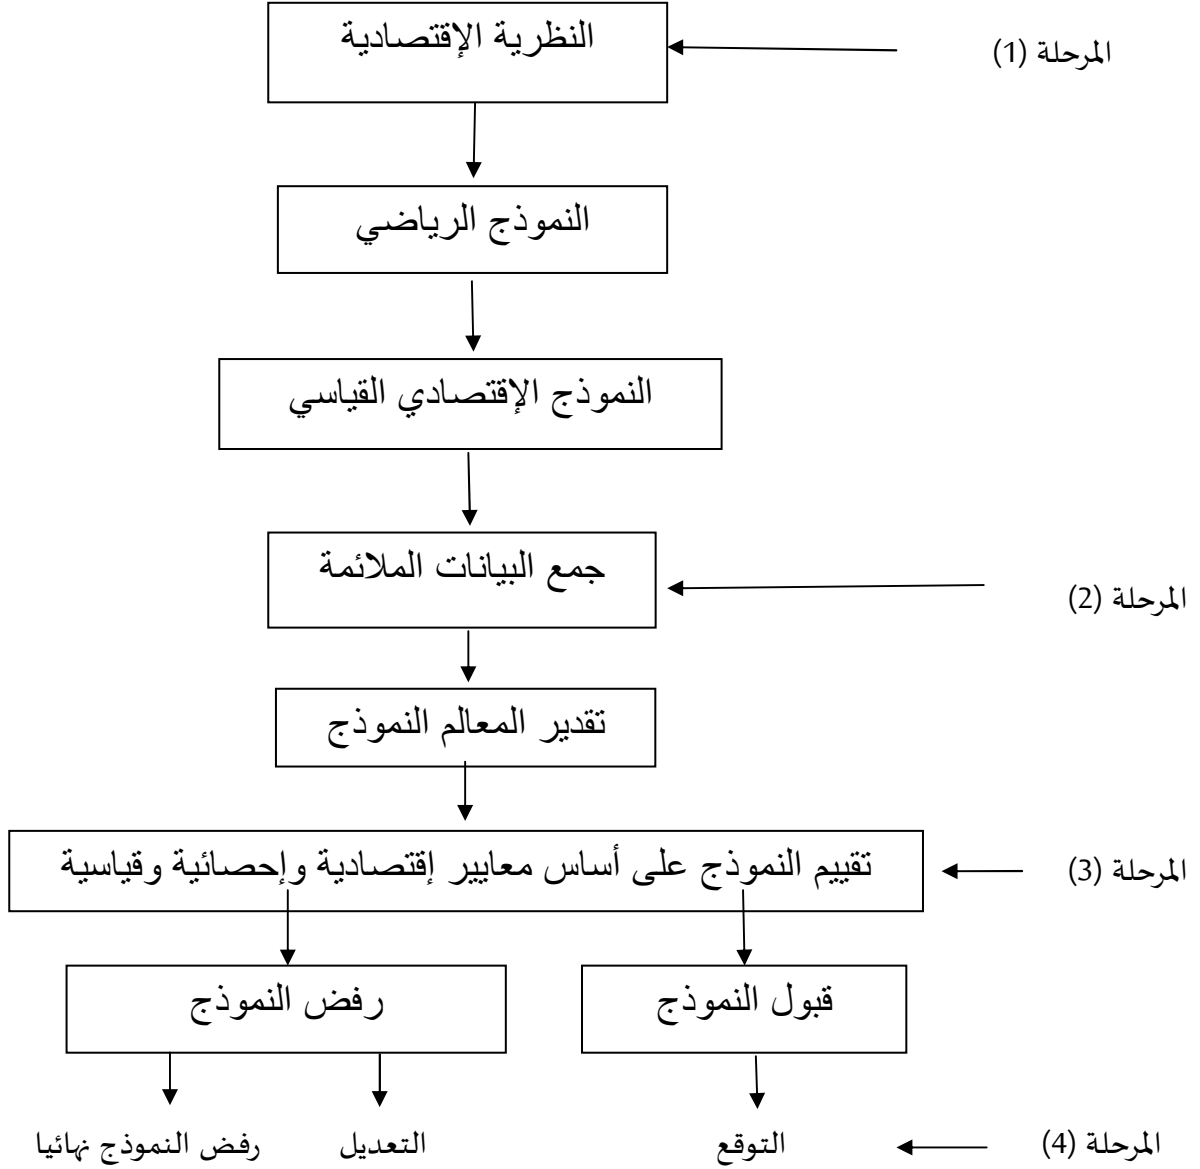 النظرية الإقتصادية
المرحلة (1)
النموذج الرياضي
النموذج الإقتصادي القياسي
جمع البيانات الملائمة
المرحلة (2)
تقدير المعالم النموذج
تقييم النموذج على أساس معايير إقتصادية وإحصائية وقياسية
المرحلة (3)
قبول النموذج
رفض النموذج
المرحلة (4)
التوقع
التعديل
رفض النموذج نهائيا